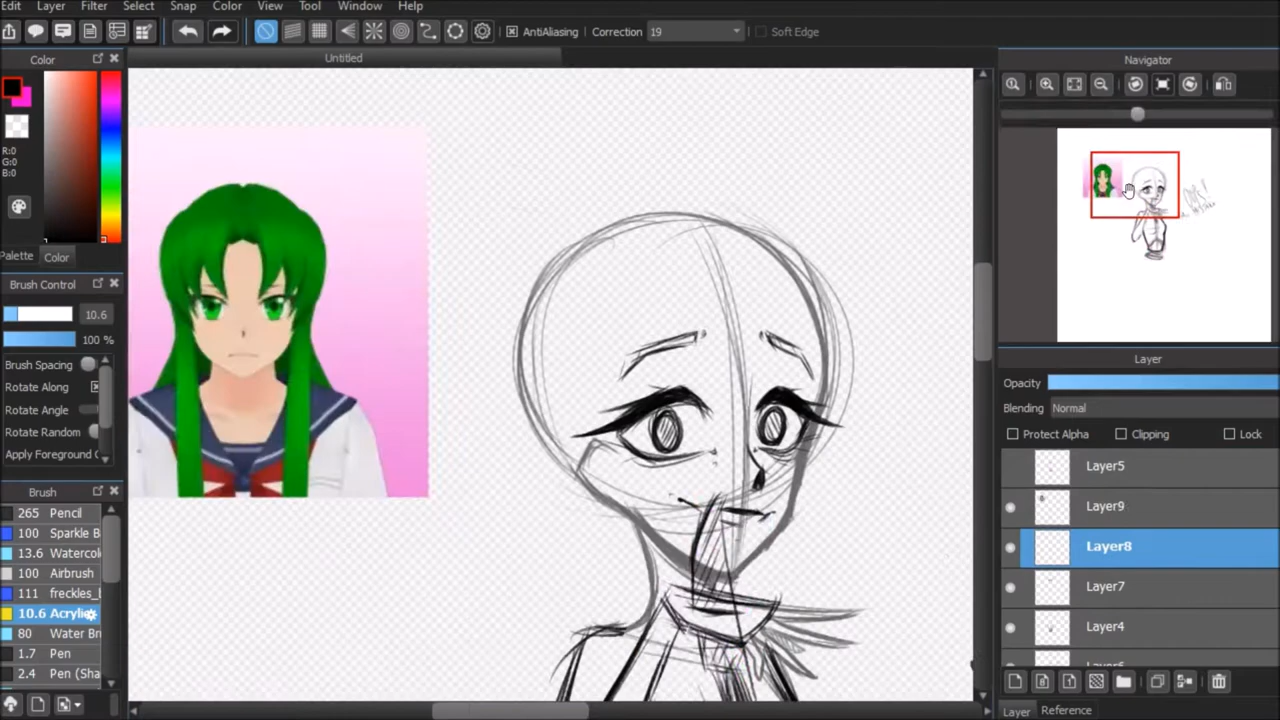 Edit Layer Filter Select Snap Color View Tool Window Help
AntiAliasing Correction 19 Soft Edge
Color
Untitled
Navigator
R:0
G:0
B:0
Palette Color
Brush Control
10.6
100 %
Brush Spacing
Rotate Along
Rotate Angle
Rotate Random
Apply Foreground C
Brush
265 Pencil
100 Sparkle B
13.6 Watercolo
100 Airbrush
111 freckles_b
10.6 Acrylic
80 Water Br
1.7 Pen
2.4 Pen (Sha
Layer
Opacity
Blending Normal
Protect Alpha Clipping Lock
Layer5
Layer9
Layer8
Layer7
Layer4
Layer Reference